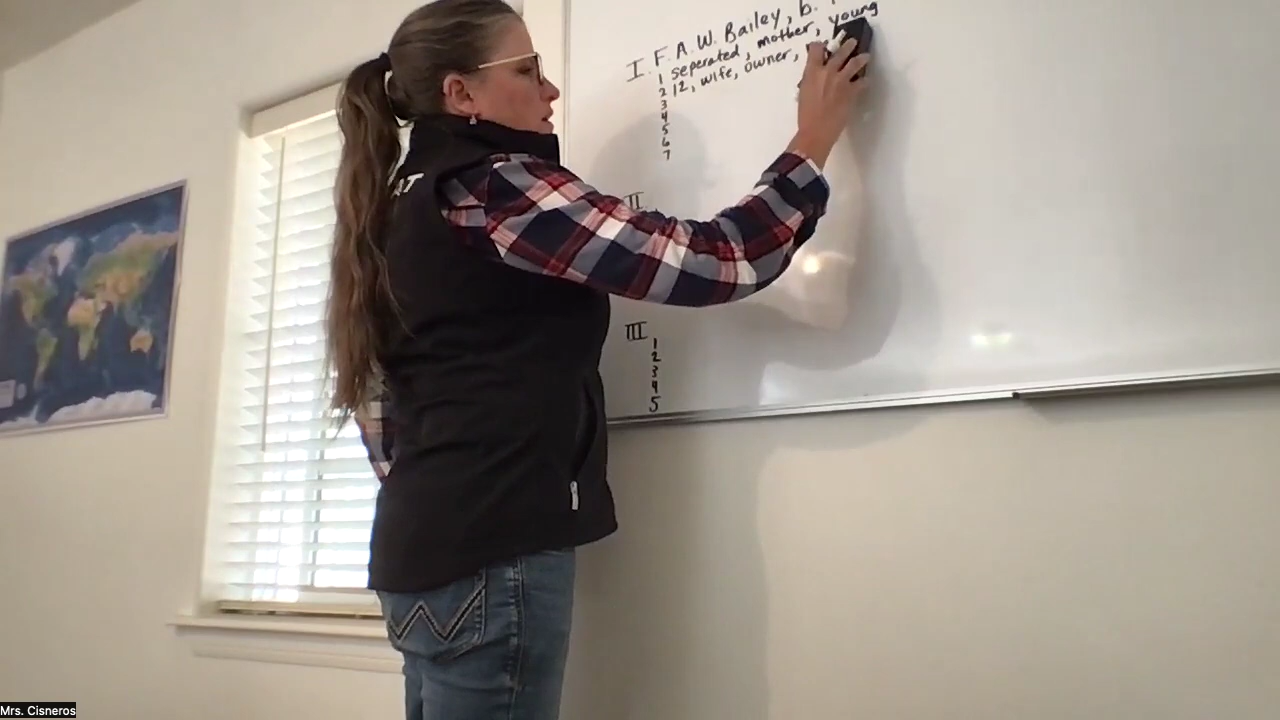 I. F. A. W. Bailey, b.
1 seperated, mother, young
2 12, wife, owner,
3
4
5
6
7
II
III
1
2
3
4
5
AT
Mrs. Cisneros